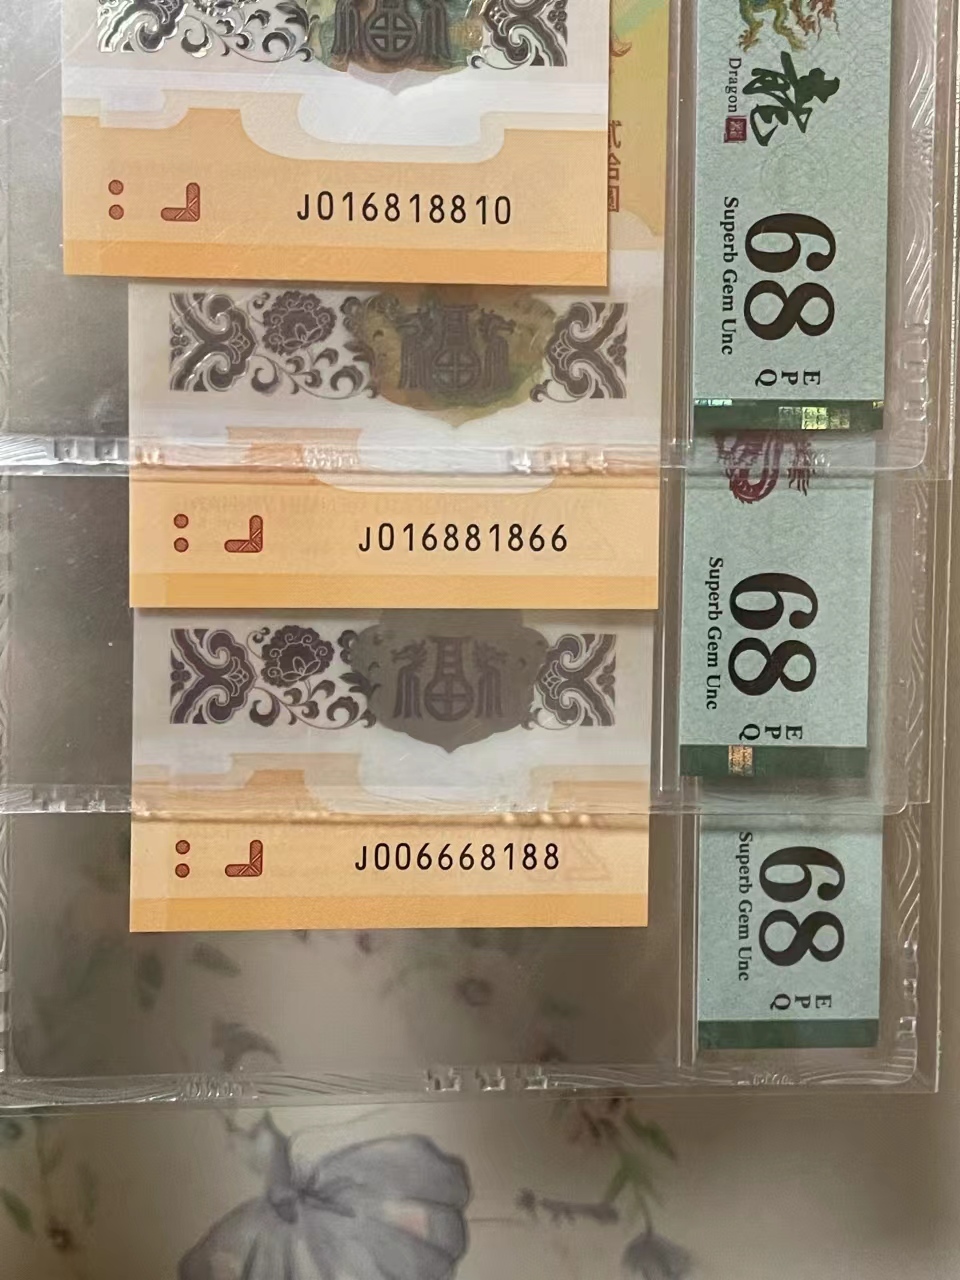 J016818810
J016881866
J006668188
龍
Dragon
68
EPQ
Superb Gem Unc
68
EPQ
Superb Gem Unc
68
EPQ
Superb Gem Unc